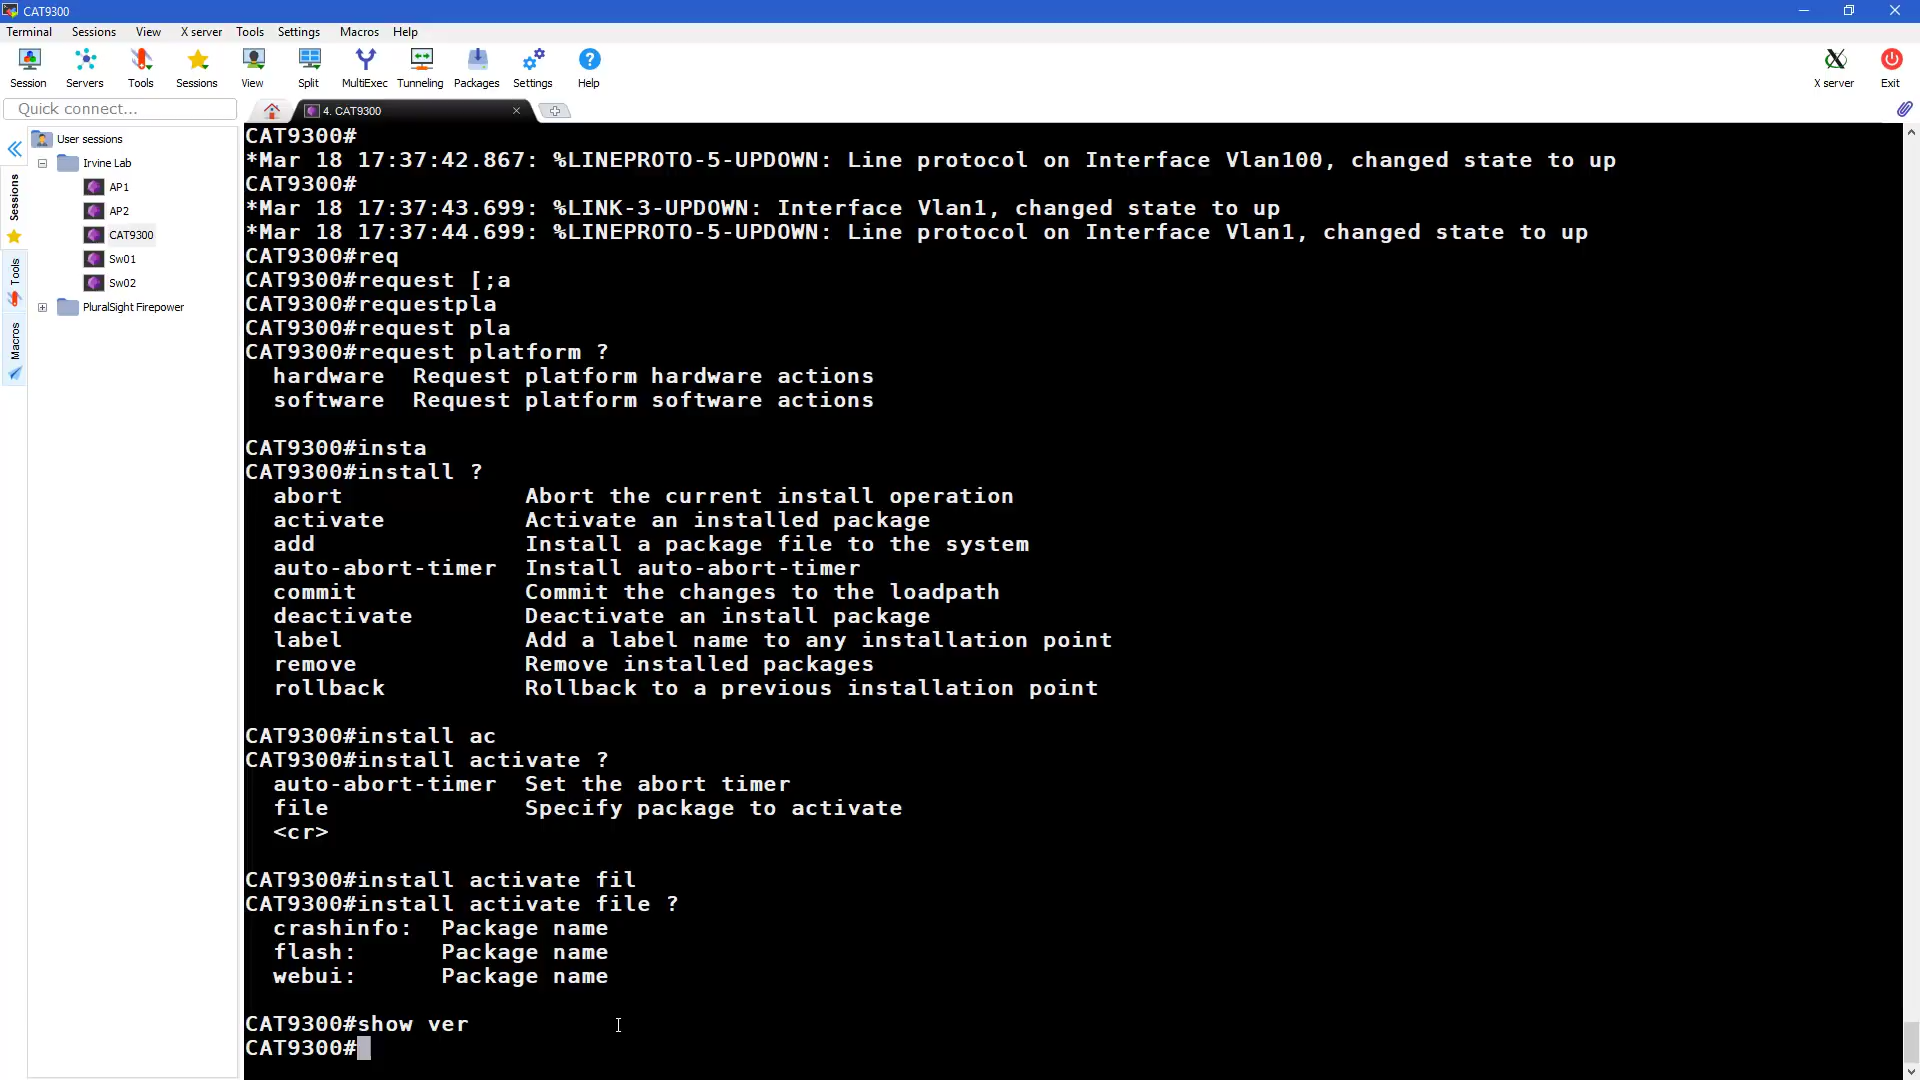 CAT9300
Terminal Sessions View X server Tools Settings Macros Help
Session Servers Tools Sessions View Split MultiExec Tunneling Packages Settings Help X server Exit
Quick connect...
4. CAT9300
User sessions
Irvine Lab
AP1
AP2
CAT9300
Sw01
Sw02
PluralSight Firepower
Sessions
Tools
Macros
CAT9300#
*Mar 18 17:37:42.867: %LINEPROTO-5-UPDOWN: Line protocol on Interface Vlan100, changed state to up
CAT9300#
*Mar 18 17:37:43.699: %LINK-3-UPDOWN: Interface Vlan1, changed state to up
*Mar 18 17:37:44.699: %LINEPROTO-5-UPDOWN: Line protocol on Interface Vlan1, changed state to up
CAT9300#req
CAT9300#request [;a
CAT9300#requestpla
CAT9300#request pla
CAT9300#request platform ?
hardware  Request platform hardware actions
software  Request platform software actions
CAT9300#insta
CAT9300#install ?
abort             Abort the current install operation
activate          Activate an installed package
add               Install a package file to the system
auto-abort-timer  Install auto-abort-timer
commit            Commit the changes to the loadpath
deactivate        Deactivate an install package
label             Add a label name to any installation point
remove            Remove installed packages
rollback          Rollback to a previous installation point
CAT9300#install ac
CAT9300#install activate ?
auto-abort-timer  Set the abort timer
file              Specify package to activate
<cr>
CAT9300#install activate fil
CAT9300#install activate file ?
crashinfo:  Package name
flash:      Package name
webui:      Package name
CAT9300#show ver
CAT9300#